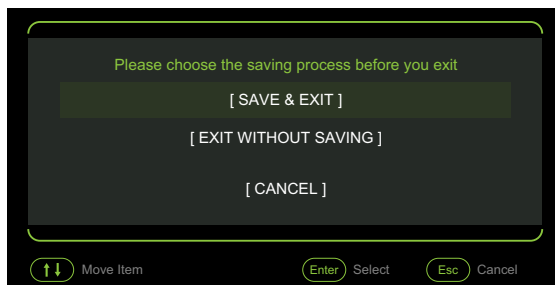 Please choose the saving process before you exit
[ SAVE & EXIT ]
[ EXIT WITHOUT SAVING ]
[ CANCEL ]
↑↓ Move Item Enter Select Esc Cancel